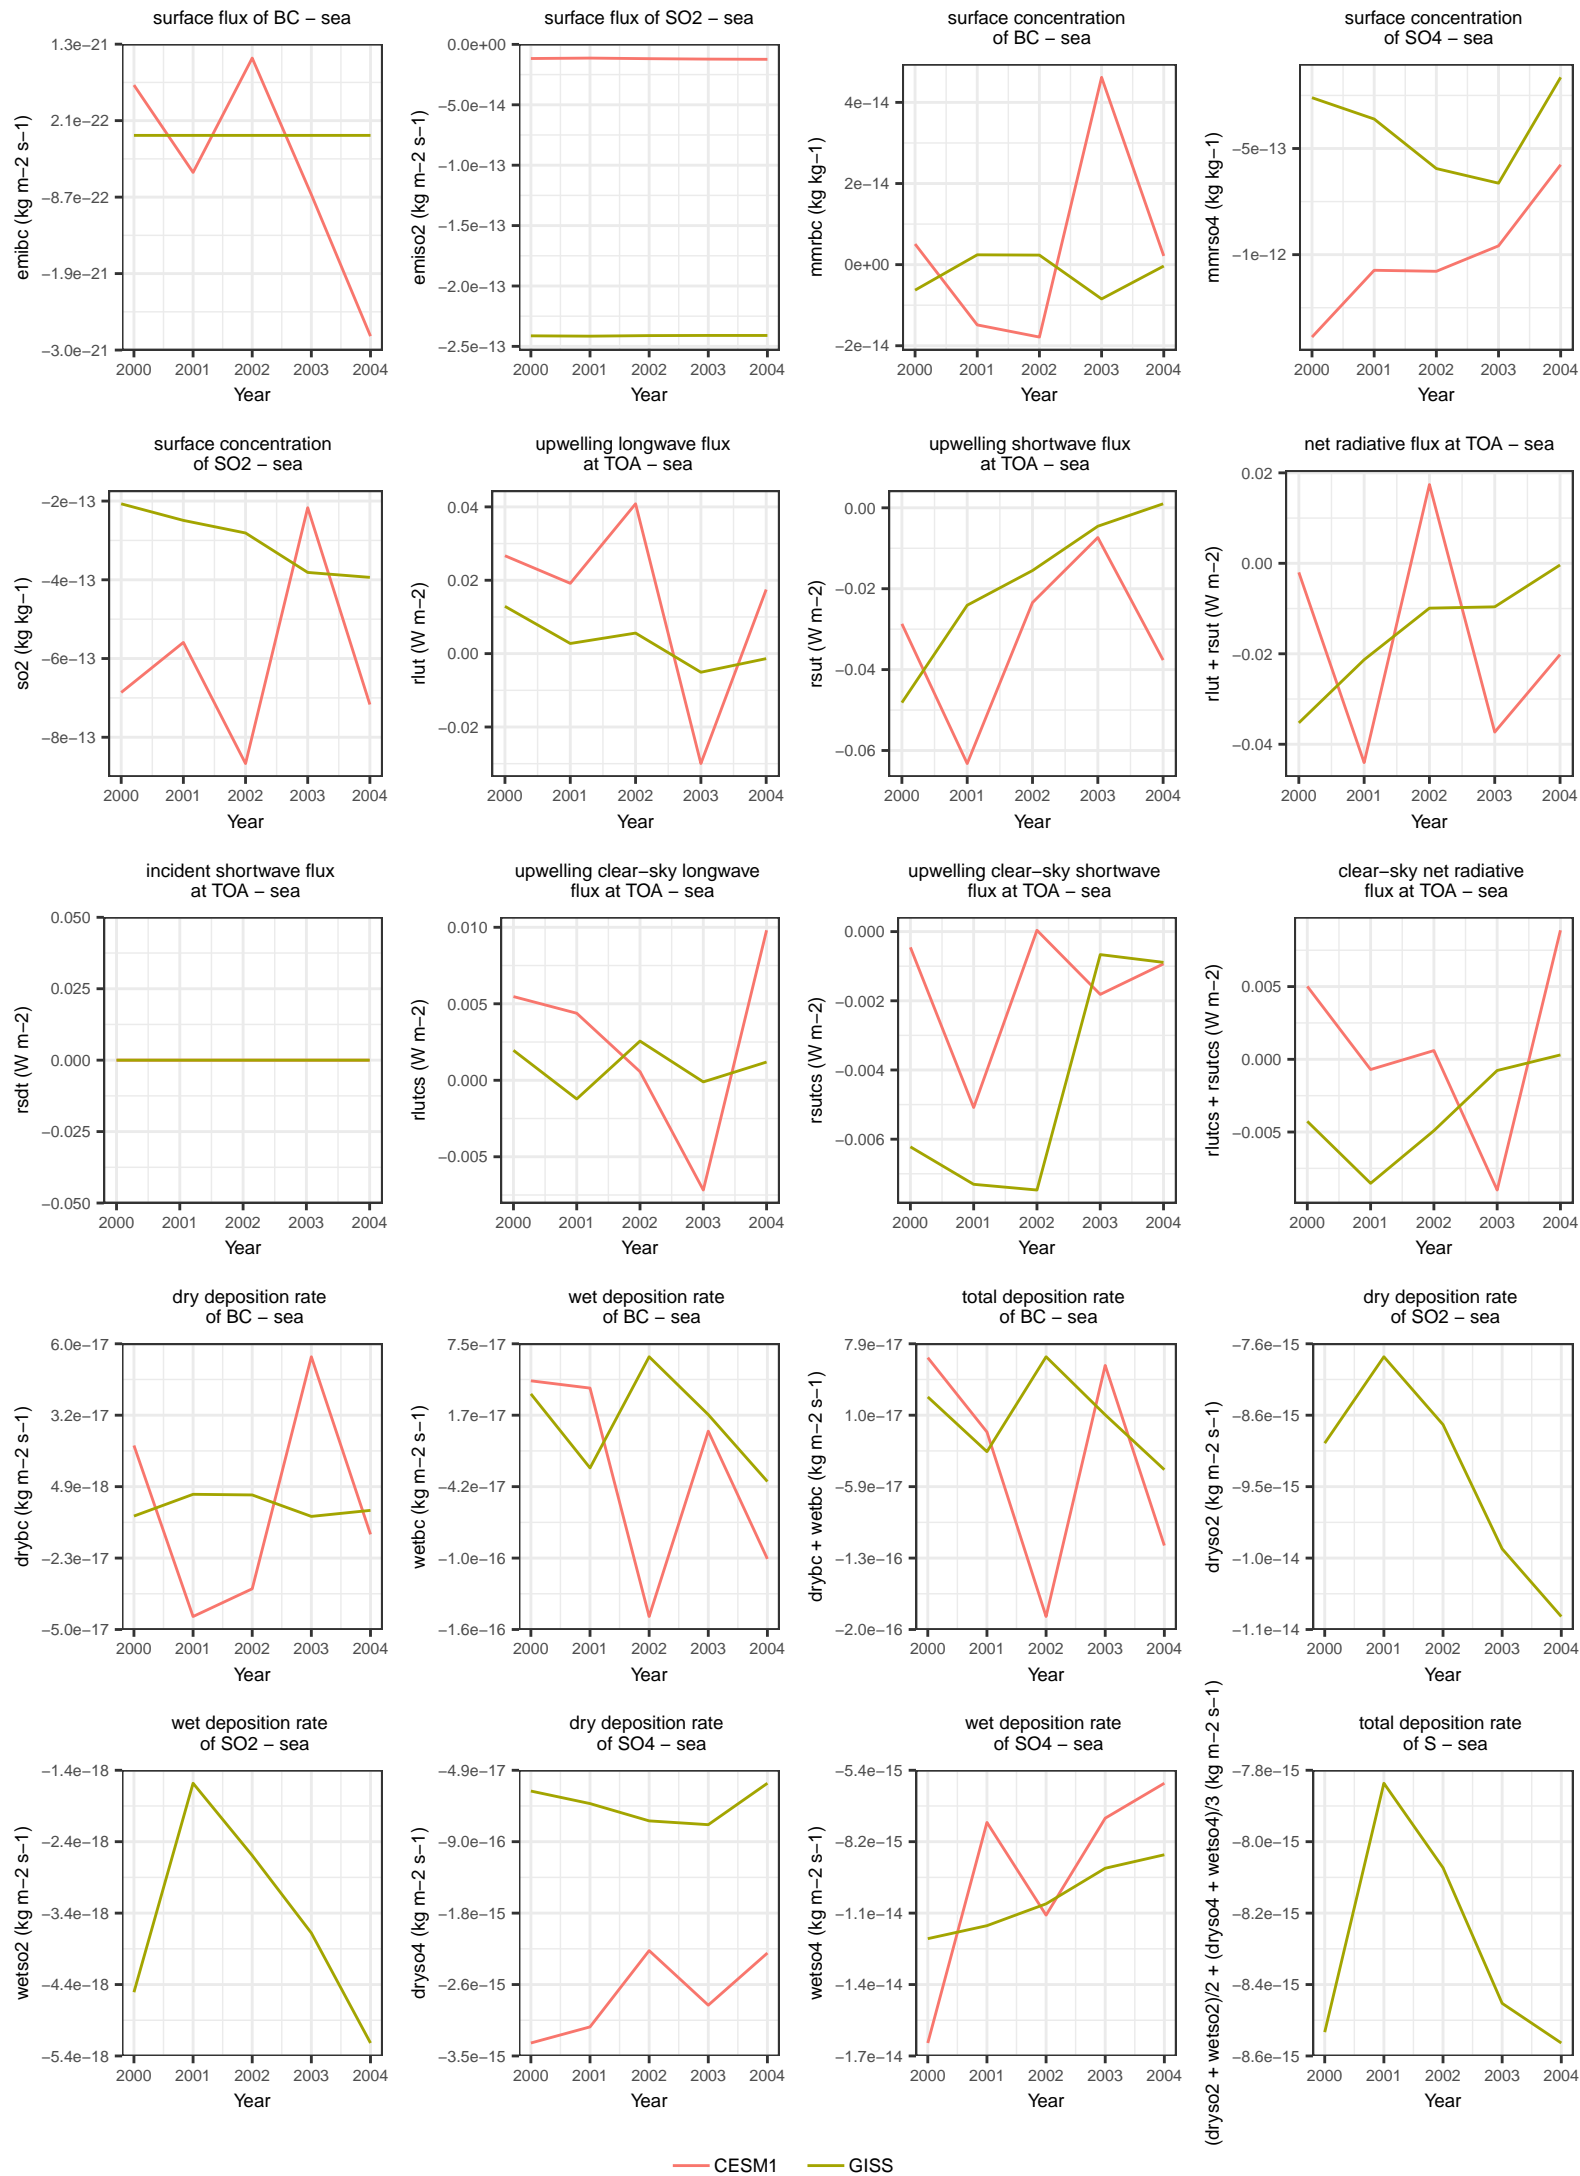 surface flux of BC − sea
1.3e−21
2.1e−22
−8.7e−22
−1.9e−21
−3.0e−21
emibc (kg m−2 s−1)
2000 2001 2002 2003 2004
Year
surface flux of SO2 − sea
0.0e+00
−5.0e−14
−1.0e−13
−1.5e−13
−2.0e−13
−2.5e−13
emiso2 (kg m−2 s−1)
2000 2001 2002 2003 2004
Year
surface concentration
of BC − sea
4e−14
2e−14
0e+00
−2e−14
mmrbc (kg kg−1)
2000 2001 2002 2003 2004
Year
surface concentration
of SO4 − sea
−5e−13
−1e−12
mmrso4 (kg kg−1)
2000 2001 2002 2003 2004
Year
surface concentration
of SO2 − sea
−2e−13
−4e−13
−6e−13
−8e−13
so2 (kg kg−1)
2000 2001 2002 2003 2004
Year
upwelling longwave flux
at TOA − sea
0.04
0.02
0.00
−0.02
rlut (W m−2)
2000 2001 2002 2003 2004
Year
upwelling shortwave flux
at TOA − sea
0.00
−0.02
−0.04
−0.06
rsut (W m−2)
2000 2001 2002 2003 2004
Year
net radiative flux at TOA − sea
0.02
0.00
−0.02
−0.04
rlut + rsut (W m−2)
2000 2001 2002 2003 2004
Year
incident shortwave flux
at TOA − sea
0.050
0.025
0.000
−0.025
−0.050
rsdt (W m−2)
2000 2001 2002 2003 2004
Year
upwelling clear−sky longwave
flux at TOA − sea
0.010
0.005
0.000
−0.005
rlutcs (W m−2)
2000 2001 2002 2003 2004
Year
upwelling clear−sky shortwave
flux at TOA − sea
0.000
−0.002
−0.004
−0.006
rsutcs (W m−2)
2000 2001 2002 2003 2004
Year
clear−sky net radiative
flux at TOA − sea
0.005
0.000
−0.005
rlutcs + rsutcs (W m−2)
2000 2001 2002 2003 2004
Year
dry deposition rate
of BC − sea
6.0e−17
3.2e−17
4.9e−18
−2.3e−17
−5.0e−17
drybc (kg m−2 s−1)
2000 2001 2002 2003 2004
Year
wet deposition rate
of BC − sea
7.5e−17
1.7e−17
−4.2e−17
−1.0e−16
−1.6e−16
wetbc (kg m−2 s−1)
2000 2001 2002 2003 2004
Year
total deposition rate
of BC − sea
7.9e−17
1.0e−17
−5.9e−17
−1.3e−16
−2.0e−16
drybc + wetbc (kg m−2 s−1)
2000 2001 2002 2003 2004
Year
dry deposition rate
of SO2 − sea
−7.6e−15
−8.6e−15
−9.5e−15
−1.0e−14
−1.1e−14
dryso2 (kg m−2 s−1)
2000 2001 2002 2003 2004
Year
wet deposition rate
of SO2 − sea
−1.4e−18
−2.4e−18
−3.4e−18
−4.4e−18
−5.4e−18
wetso2 (kg m−2 s−1)
2000 2001 2002 2003 2004
Year
dry deposition rate
of SO4 − sea
−4.9e−17
−9.0e−16
−1.8e−15
−2.6e−15
−3.5e−15
dryso4 (kg m−2 s−1)
2000 2001 2002 2003 2004
Year
wet deposition rate
of SO4 − sea
−5.4e−15
−8.2e−15
−1.1e−14
−1.4e−14
−1.7e−14
wetso4 (kg m−2 s−1)
2000 2001 2002 2003 2004
Year
total deposition rate
of S − sea
−7.8e−15
−8.0e−15
−8.2e−15
−8.4e−15
−8.6e−15
(dryso2 + wetso2)/2 + (dryso4 + wetso4)/3 (kg m−2 s−1)
2000 2001 2002 2003 2004
Year
CESM1 GISS